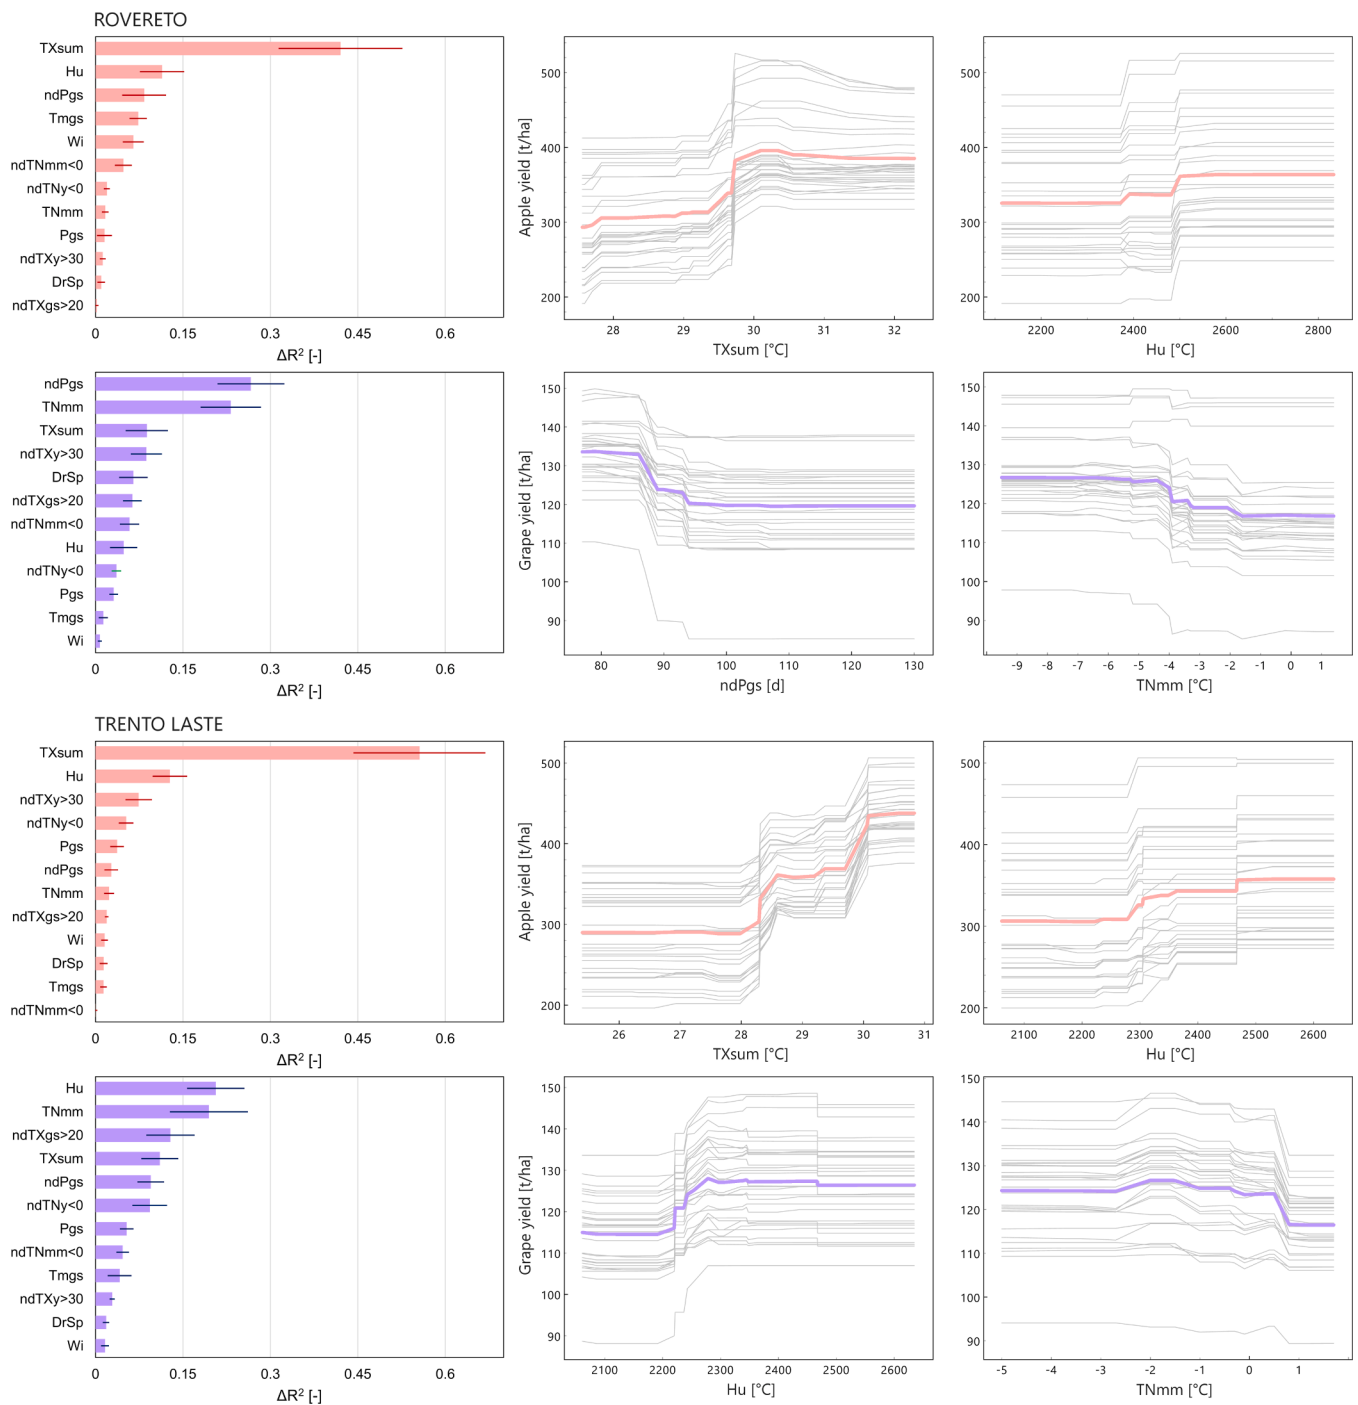 ROVERETO
TXsum
Hu
ndPgs
Tmgs
Wi
ndTNmm<0
ndTNy<0
TNmm
Pgs
ndTXy>30
DrSp
ndTXgs>20
0 0.15 0.3 0.45 0.6
ΔR² [-]
Apple yield [t/ha]
500
400
300
200
28 29 30 31 32
TXsum [°C]
500
400
300
200
2200 2400 2600 2800
Hu [°C]
ndPgs
TNmm
TXsum
ndTXy>30
DrSp
ndTXgs>20
ndTNmm<0
Hu
ndTNy<0
Pgs
Tmgs
Wi
0 0.15 0.3 0.45 0.6
ΔR² [-]
Grape yield [t/ha]
150
140
130
120
110
100
90
80 90 100 110 120 130
ndPgs [d]
150
140
130
120
110
100
90
-9 -8 -7 -6 -5 -4 -3 -2 -1 0 1
TNmm [°C]
TRENTO LASTE
TXsum
Hu
ndTXy>30
ndTNy<0
Pgs
ndPgs
TNmm
ndTXgs>20
Wi
DrSp
Tmgs
ndTNmm<0
0 0.15 0.3 0.45 0.6
ΔR² [-]
Apple yield [t/ha]
500
400
300
200
26 27 28 29 30 31
TXsum [°C]
500
400
300
200
2100 2200 2300 2400 2500 2600
Hu [°C]
Hu
TNmm
ndTXgs>20
TXsum
ndPgs
ndTNy<0
Pgs
ndTNmm<0
Tmgs
ndTXy>30
DrSp
Wi
0 0.15 0.3 0.45 0.6
ΔR² [-]
Grape yield [t/ha]
150
140
130
120
110
100
90
2100 2200 2300 2400 2500 2600
Hu [°C]
150
140
130
120
110
100
90
-5 -4 -3 -2 -1 0 1
TNmm [°C]